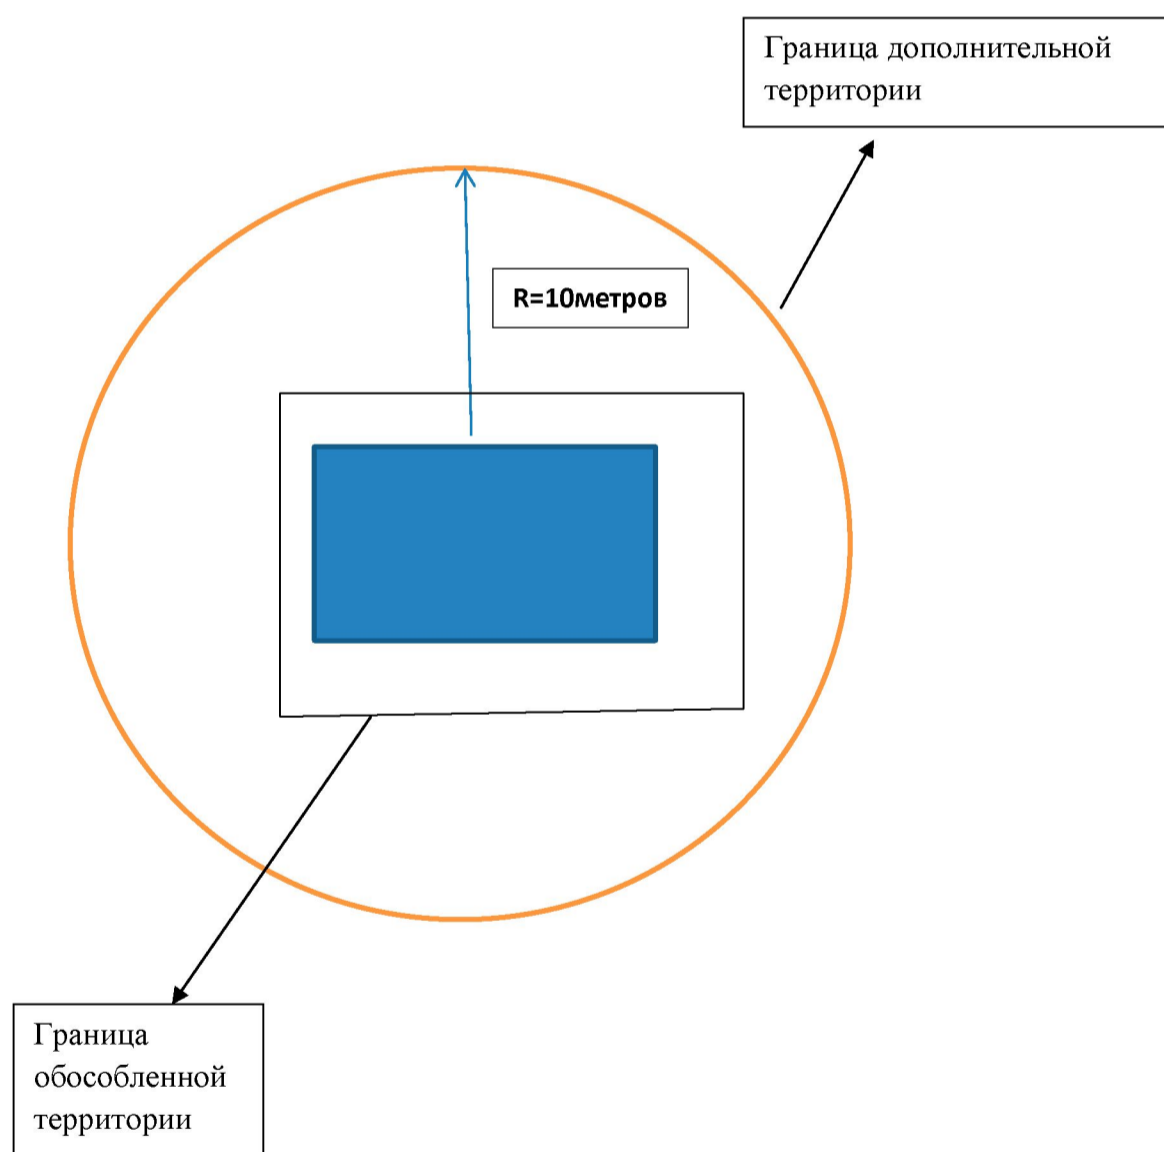 Граница дополнительной
территории
R=10метров
Граница
обособленной
территории